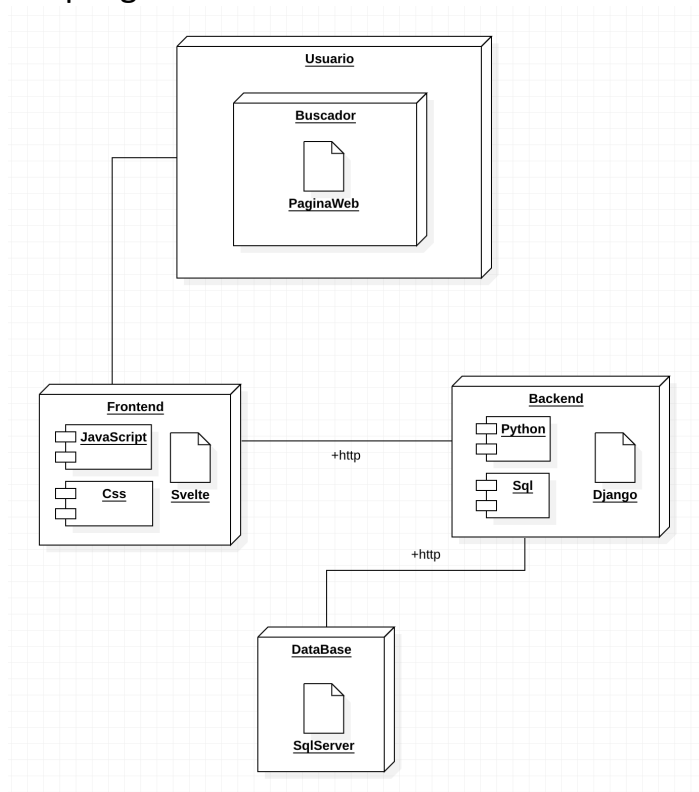 Usuario
Buscador
PaginaWeb
Frontend
JavaScript
Css
Svelte
+http
Backend
Python
Sql
Django
+http
DataBase
SqlServer